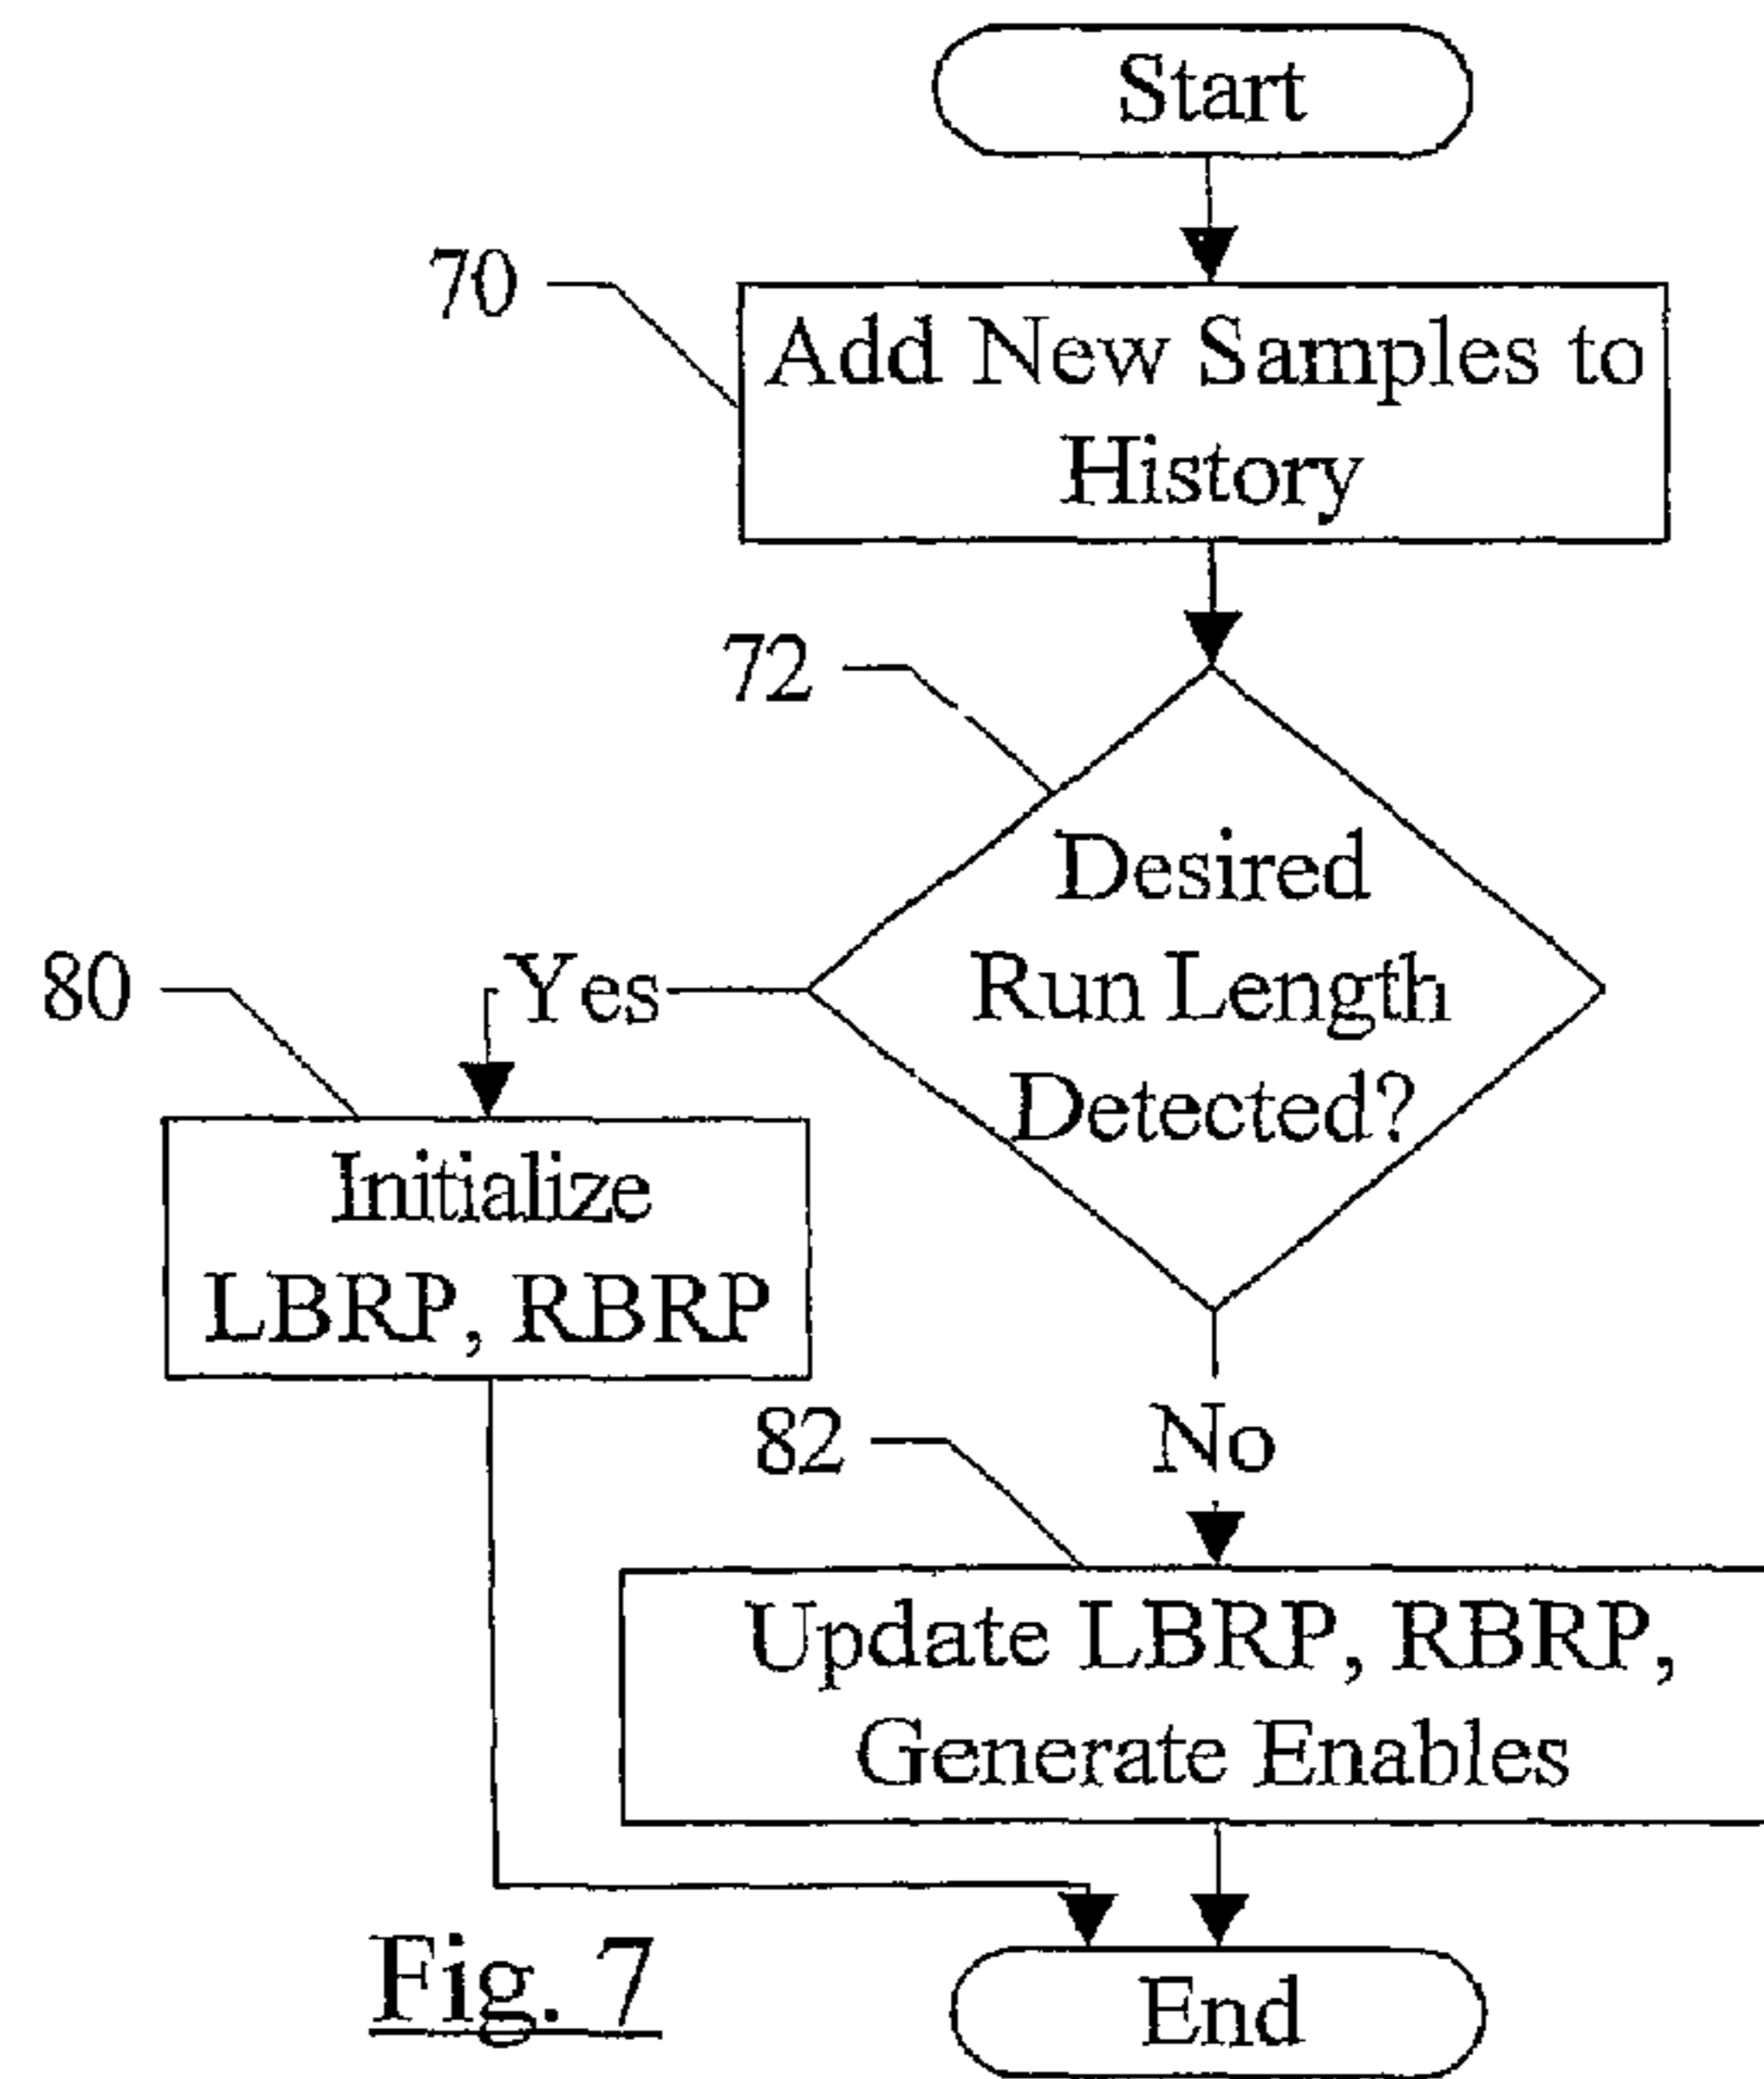 Start
70
Add New Samples to
History
72
Desired
Run Length
Detected?
80
Yes
Initialize
LBRP, RBRP
82
No
Update LBRP, RBRP,
Generate Enables
Fig. 7
End